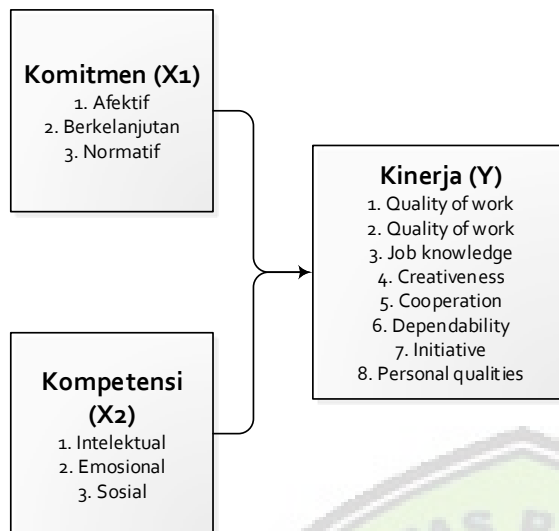 Komitmen (X1)
1. Afektif
2. Berkelanjutan
3. Normatif
Kinerja (Y)
1. Quality of work
2. Quality of work
3. Job knowledge
4. Creativeness
5. Cooperation
6. Dependability
7. Initiative
8. Personal qualities
Kompetensi
(X2)
1. Intelektual
2. Emosional
3. Sosial